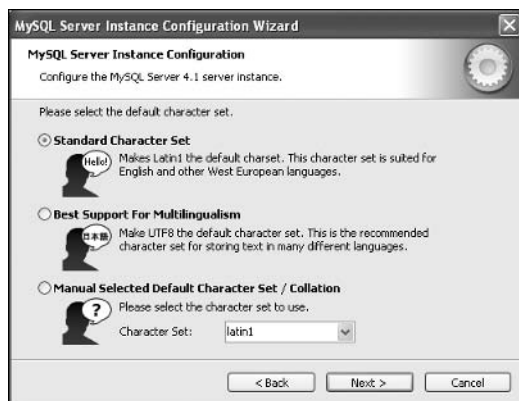 MySQL Server Instance Configuration Wizard
MySQL Server Instance Configuration
Configure the MySQL Server 4.1 server instance.
Please select the default character set.
Standard Character Set
Hello!
Makes Latin1 the default charset. This character set is suited for
English and other West European languages.
Best Support For Multilingualism
日本語
Make UTF8 the default character set. This is the recommended
character set for storing text in many different languages.
Manual Selected Default Character Set / Collation
?
Please select the character set to use.
Character Set: latin1
< Back Next > Cancel